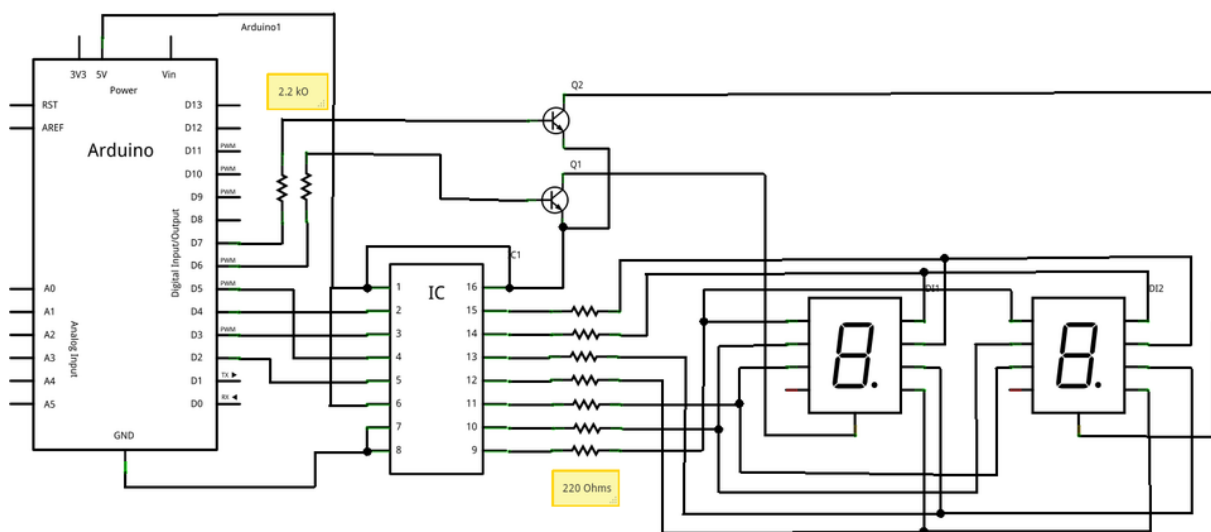 Arduino1
3V3 5V Vin
Power
RST
AREF
Arduino
D13
D12
D11 PWM
D10 PWM
D9 PWM
D8
D7
D6 PWM
D5 PWM
D4
D3 PWM
D2
D1 TX ▶
D0 RX ◀
Digital Input/Output
A0
A1
A2
A3
A4
A5
Analog Input
GND
2.2 kO
Q2
Q1
C1
IC
1
2
3
4
5
6
7
8
16
15
14
13
12
11
10
9
220 Ohms
DI1
8.
DI2
8.